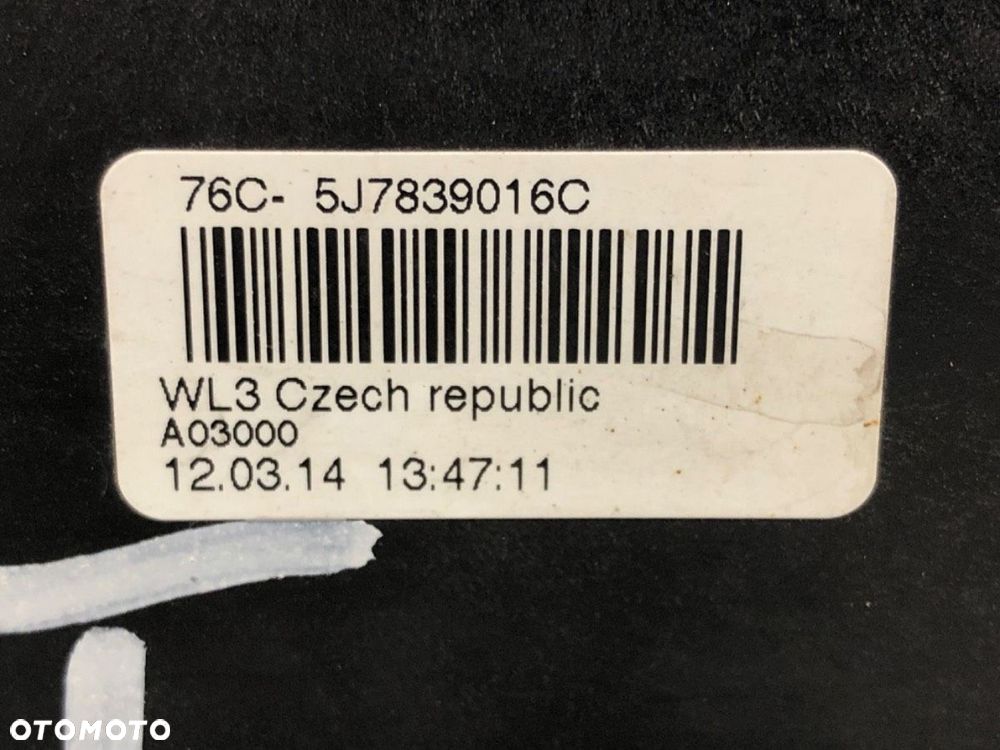 76C- 5J7839016C
WL3 Czech republic
A03000
12.03.14 13:47:11
OTOMOTO